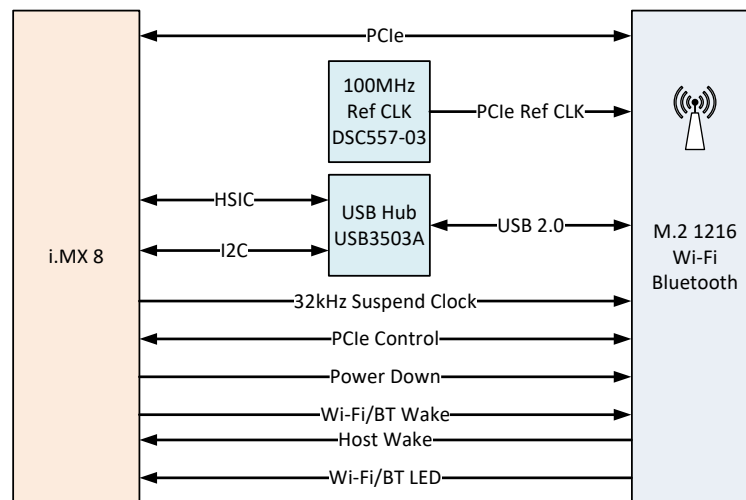 PCIe
100MHz
Ref CLK
DSC557-03
PCIe Ref CLK
HSIC
USB Hub
USB3503A
USB 2.0
I2C
i.MX 8
M.2 1216
Wi-Fi
Bluetooth
32kHz Suspend Clock
PCIe Control
Power Down
Wi-Fi/BT Wake
Host Wake
Wi-Fi/BT LED